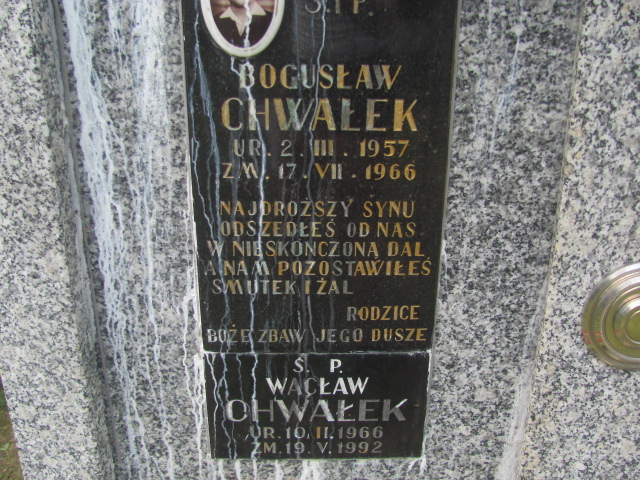 Ś.†P.
BOGUSŁAW
CHWAŁEK
UR. 2. III. 1957
ZM. 17. VII. 1966
NAJDROŻSZY SYNU
ODSZEDŁEŚ OD NAS
W NIESKOŃCZONĄ DAL
A NAM POZOSTAWIŁEŚ
SMUTEK I ŻAL
RODZICE
BOŻE ZBAW JEGO DUSZE
Ś. P.
WACŁAW
CHWAŁEK
UR. 10. II. 1966
ZM. 19. V. 1992